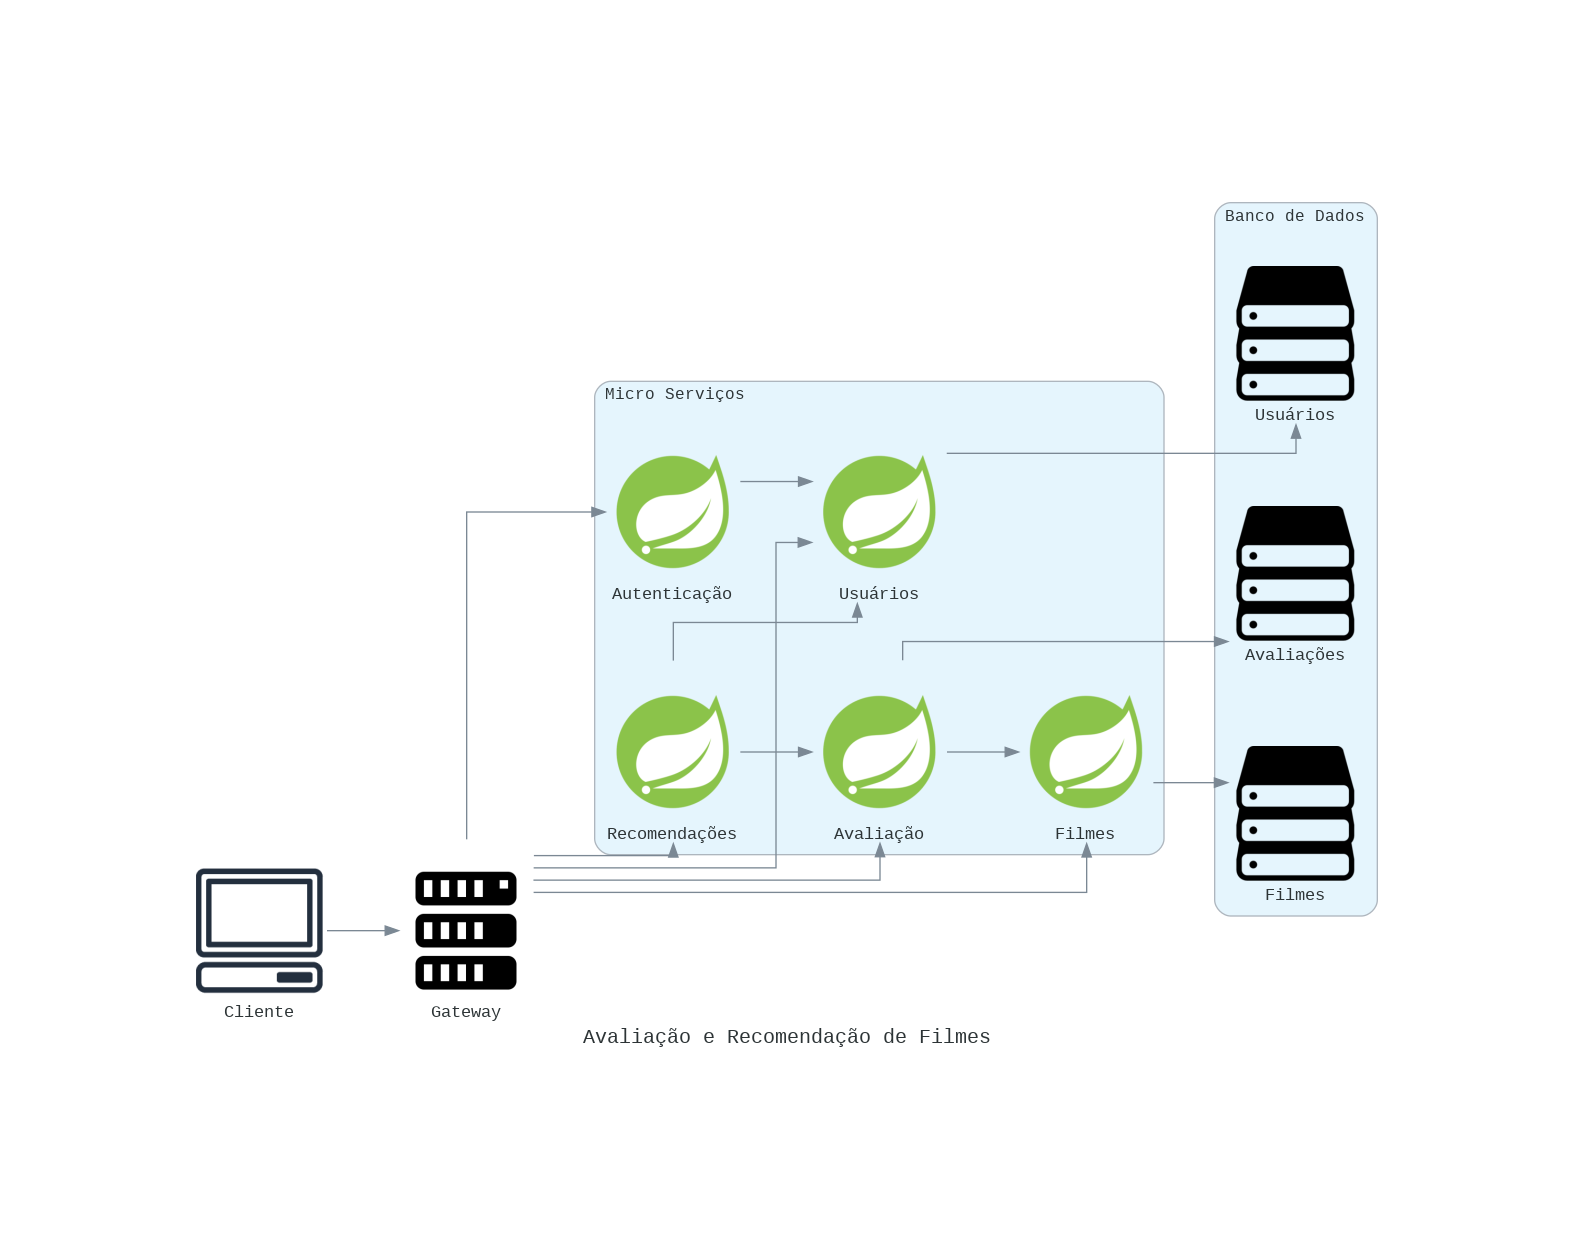 Banco de Dados
Usuários
Micro Serviços
Autenticação
Usuários
Avaliações
Recomendações
Avaliação
Filmes
Filmes
Cliente
Gateway
Avaliação e Recomendação de Filmes